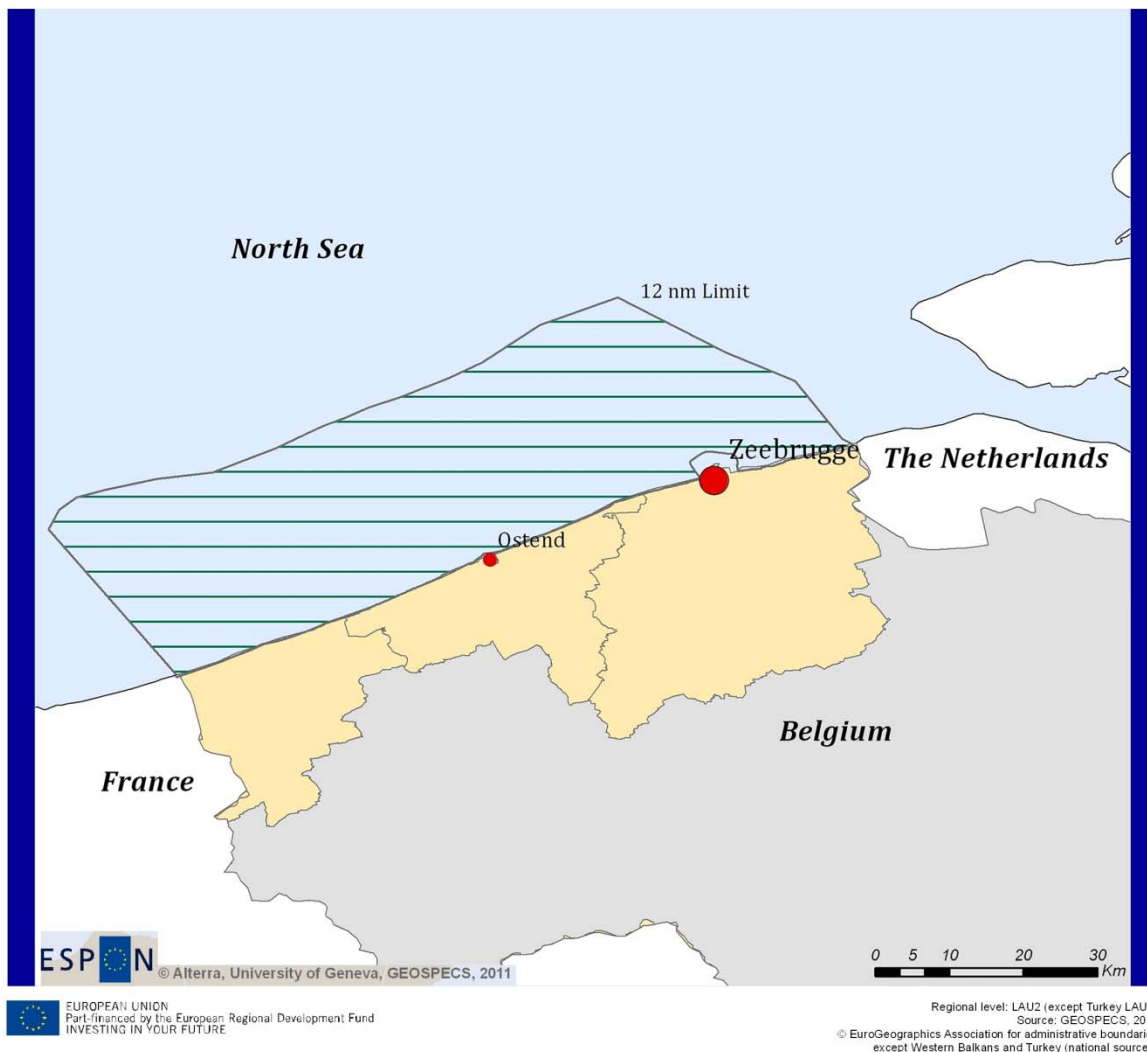 North Sea
12 nm Limit
Zeebrugge
The Netherlands
Ostend
Belgium
France
ESPON
© Alterra, University of Geneva, GEOSPECS, 2011
0 5 10 20 30
Km
EUROPEAN UNION
Part-financed by the European Regional Development Fund
INVESTING IN YOUR FUTURE
Regional level: LAU2 (except Turkey LAU
Source: GEOSPECS, 20
© EuroGeographics Association for administrative boundari
except Western Balkans and Turkey (national source